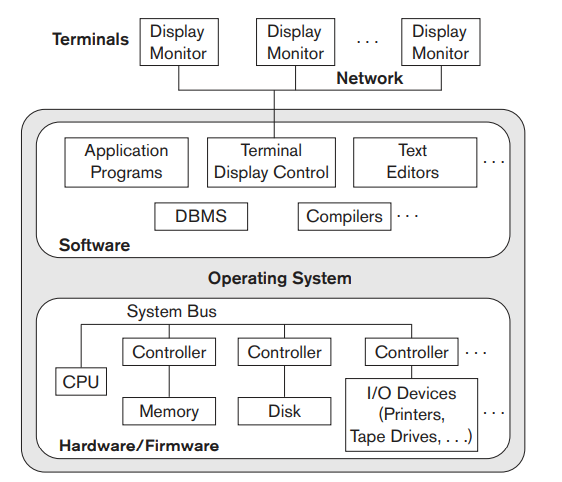 Terminals
Display
Monitor
Display
Monitor
. . .
Display
Monitor
Network
Application
Programs
Terminal
Display Control
Text
Editors
. . .
DBMS
Compilers
. . .
Software
Operating System
System Bus
Controller
Controller
Controller
. . .
CPU
Memory
Disk
I/O Devices
(Printers,
Tape Drives, . . .)
. . .
Hardware/Firmware